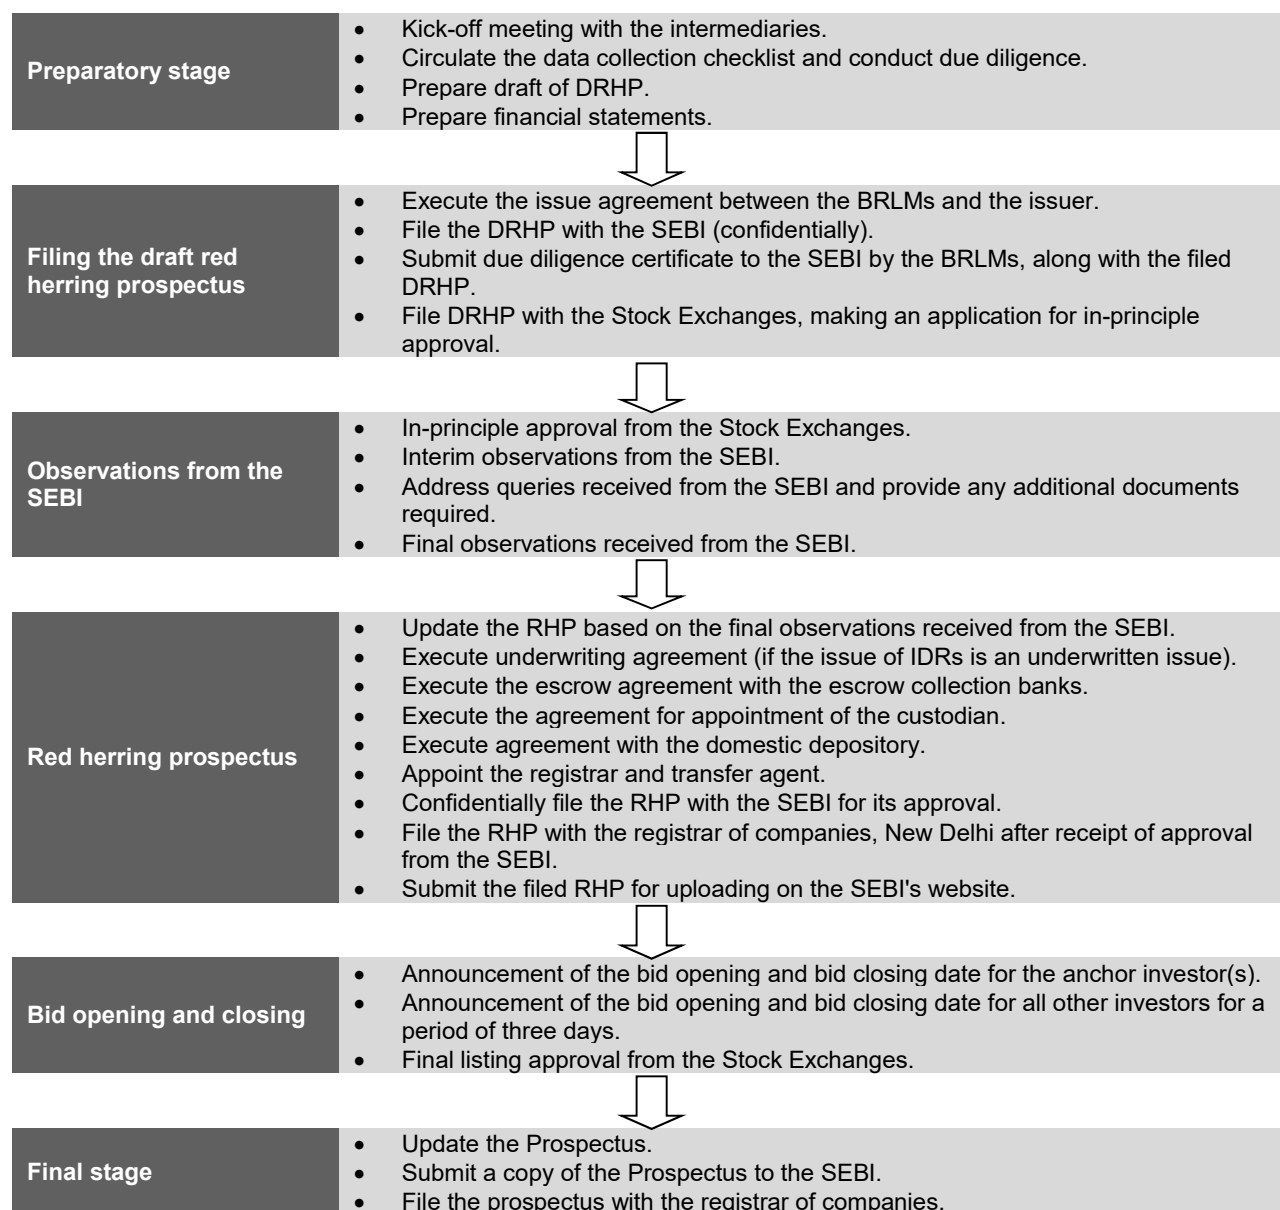 Preparatory stage
• Kick-off meeting with the intermediaries.
• Circulate the data collection checklist and conduct due diligence.
• Prepare draft of DRHP.
• Prepare financial statements.
Filing the draft red
herring prospectus
• Execute the issue agreement between the BRLMs and the issuer.
• File the DRHP with the SEBI (confidentially).
• Submit due diligence certificate to the SEBI by the BRLMs, along with the filed
DRHP.
• File DRHP with the Stock Exchanges, making an application for in-principle
approval.
Observations from the
SEBI
• In-principle approval from the Stock Exchanges.
• Interim observations from the SEBI.
• Address queries received from the SEBI and provide any additional documents
required.
• Final observations received from the SEBI.
Red herring prospectus
• Update the RHP based on the final observations received from the SEBI.
• Execute underwriting agreement (if the issue of IDRs is an underwritten issue).
• Execute the escrow agreement with the escrow collection banks.
• Execute the agreement for appointment of the custodian.
• Execute agreement with the domestic depository.
• Appoint the registrar and transfer agent.
• Confidentially file the RHP with the SEBI for its approval.
• File the RHP with the registrar of companies, New Delhi after receipt of approval
from the SEBI.
• Submit the filed RHP for uploading on the SEBI's website.
Bid opening and closing
• Announcement of the bid opening and bid closing date for the anchor investor(s).
• Announcement of the bid opening and bid closing date for all other investors for a
period of three days.
• Final listing approval from the Stock Exchanges.
Final stage
• Update the Prospectus.
• Submit a copy of the Prospectus to the SEBI.
• File the prospectus with the registrar of companies.